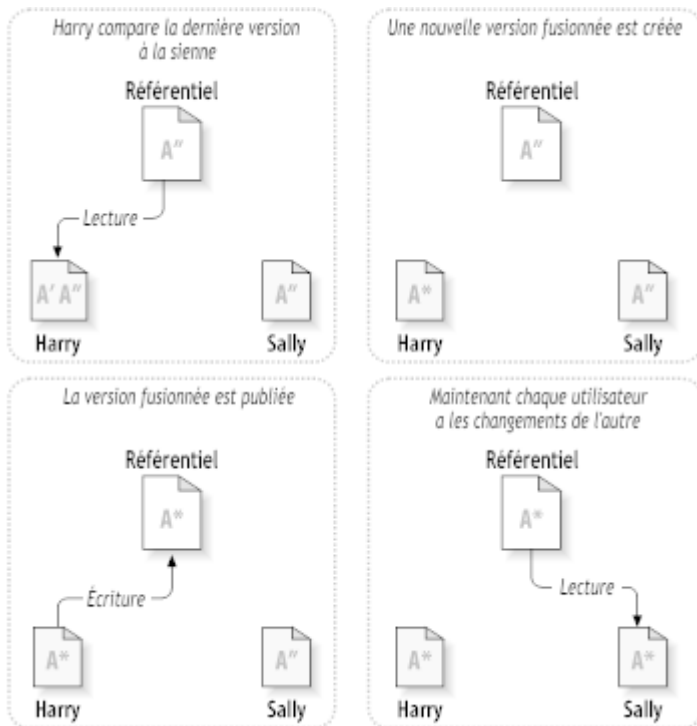 Harry compare la dernière version
à la sienne
Référentiel
A"
Lecture
A' A"
A"
Harry
Sally
Une nouvelle version fusionnée est créée
Référentiel
A"
A*
A"
Harry
Sally
La version fusionnée est publiée
Référentiel
A*
Écriture
A*
A"
Harry
Sally
Maintenant chaque utilisateur
a les changements de l'autre
Référentiel
A*
Lecture
A*
A*
Harry
Sally